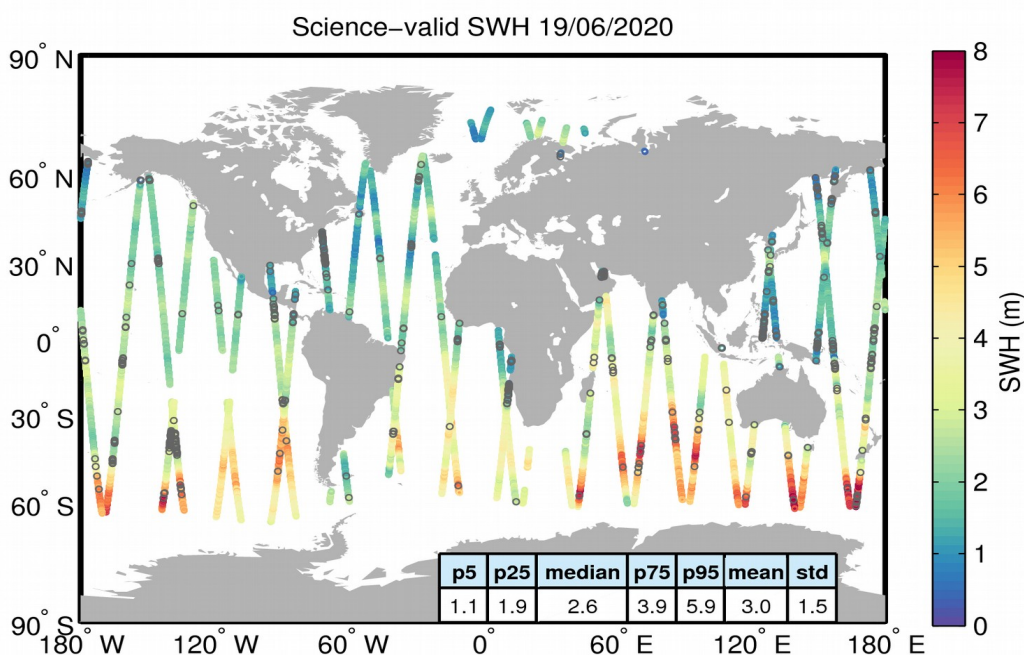 Science−valid SWH 19/06/2020
90° N
60° N
30° N
0°
30° S
60° S
90° S
180° W
120° W
60° W
0°
60° E
120° E
180° E
p5 p25 median p75 p95 mean std
1.1 1.9 2.6 3.9 5.9 3.0 1.5
8
7
6
5
4
3
2
1
0
SWH (m)